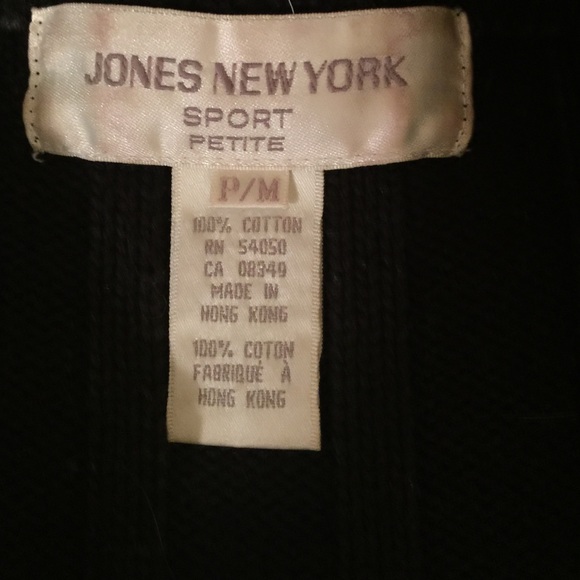 JONES NEW YORK
SPORT
PETITE
P/M
100% COTTON
RN 54050
CA 08349
MADE IN
HONG KONG
100% COTON
FABRIQUÉ À
HONG KONG